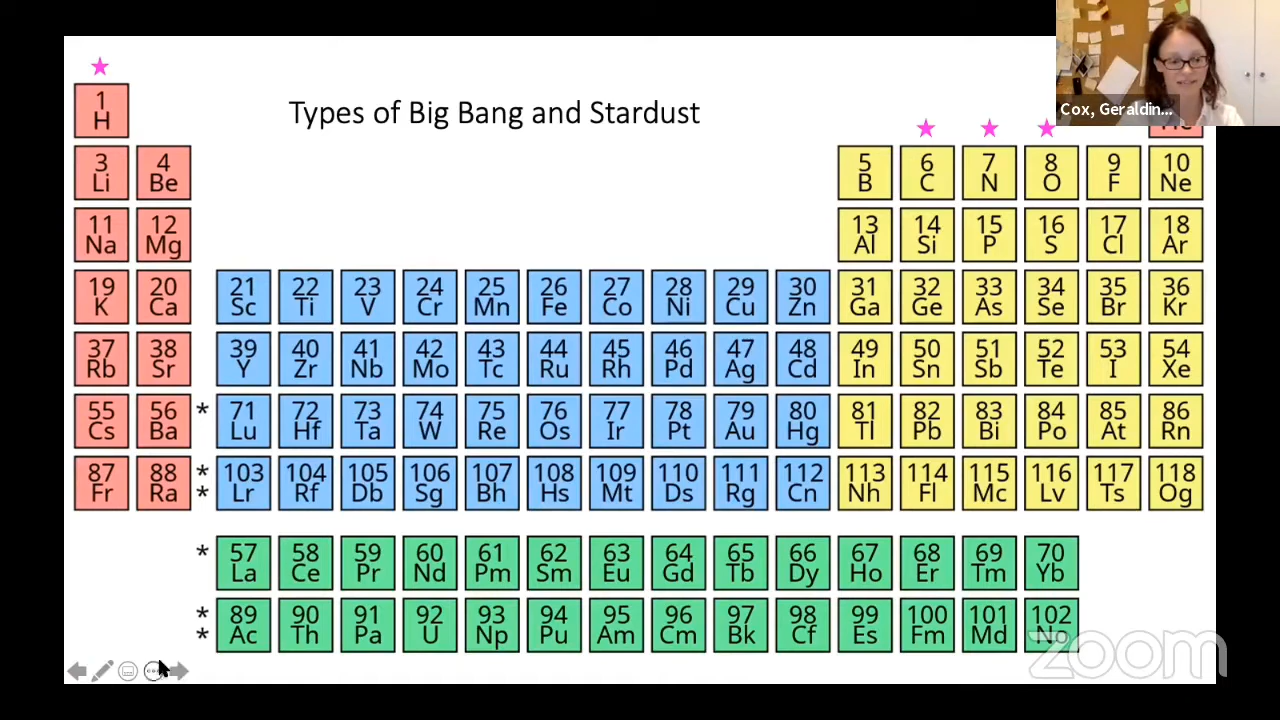 Cox, Geraldin...
Types of Big Bang and Stardust
1 H He
3 Li 4 Be 5 B 6 C 7 N 8 O 9 F 10 Ne
11 Na 12 Mg 13 Al 14 Si 15 P 16 S 17 Cl 18 Ar
19 K 20 Ca 21 Sc 22 Ti 23 V 24 Cr 25 Mn 26 Fe 27 Co 28 Ni 29 Cu 30 Zn 31 Ga 32 Ge 33 As 34 Se 35 Br 36 Kr
37 Rb 38 Sr 39 Y 40 Zr 41 Nb 42 Mo 43 Tc 44 Ru 45 Rh 46 Pd 47 Ag 48 Cd 49 In 50 Sn 51 Sb 52 Te 53 I 54 Xe
55 Cs 56 Ba * 71 Lu 72 Hf 73 Ta 74 W 75 Re 76 Os 77 Ir 78 Pt 79 Au 80 Hg 81 Tl 82 Pb 83 Bi 84 Po 85 At 86 Rn
87 Fr 88 Ra * * 103 Lr 104 Rf 105 Db 106 Sg 107 Bh 108 Hs 109 Mt 110 Ds 111 Rg 112 Cn 113 Nh 114 Fl 115 Mc 116 Lv 117 Ts 118 Og
* 57 La 58 Ce 59 Pr 60 Nd 61 Pm 62 Sm 63 Eu 64 Gd 65 Tb 66 Dy 67 Ho 68 Er 69 Tm 70 Yb
* * 89 Ac 90 Th 91 Pa 92 U 93 Np 94 Pu 95 Am 96 Cm 97 Bk 98 Cf 99 Es 100 Fm 101 Md 102 No
zoom